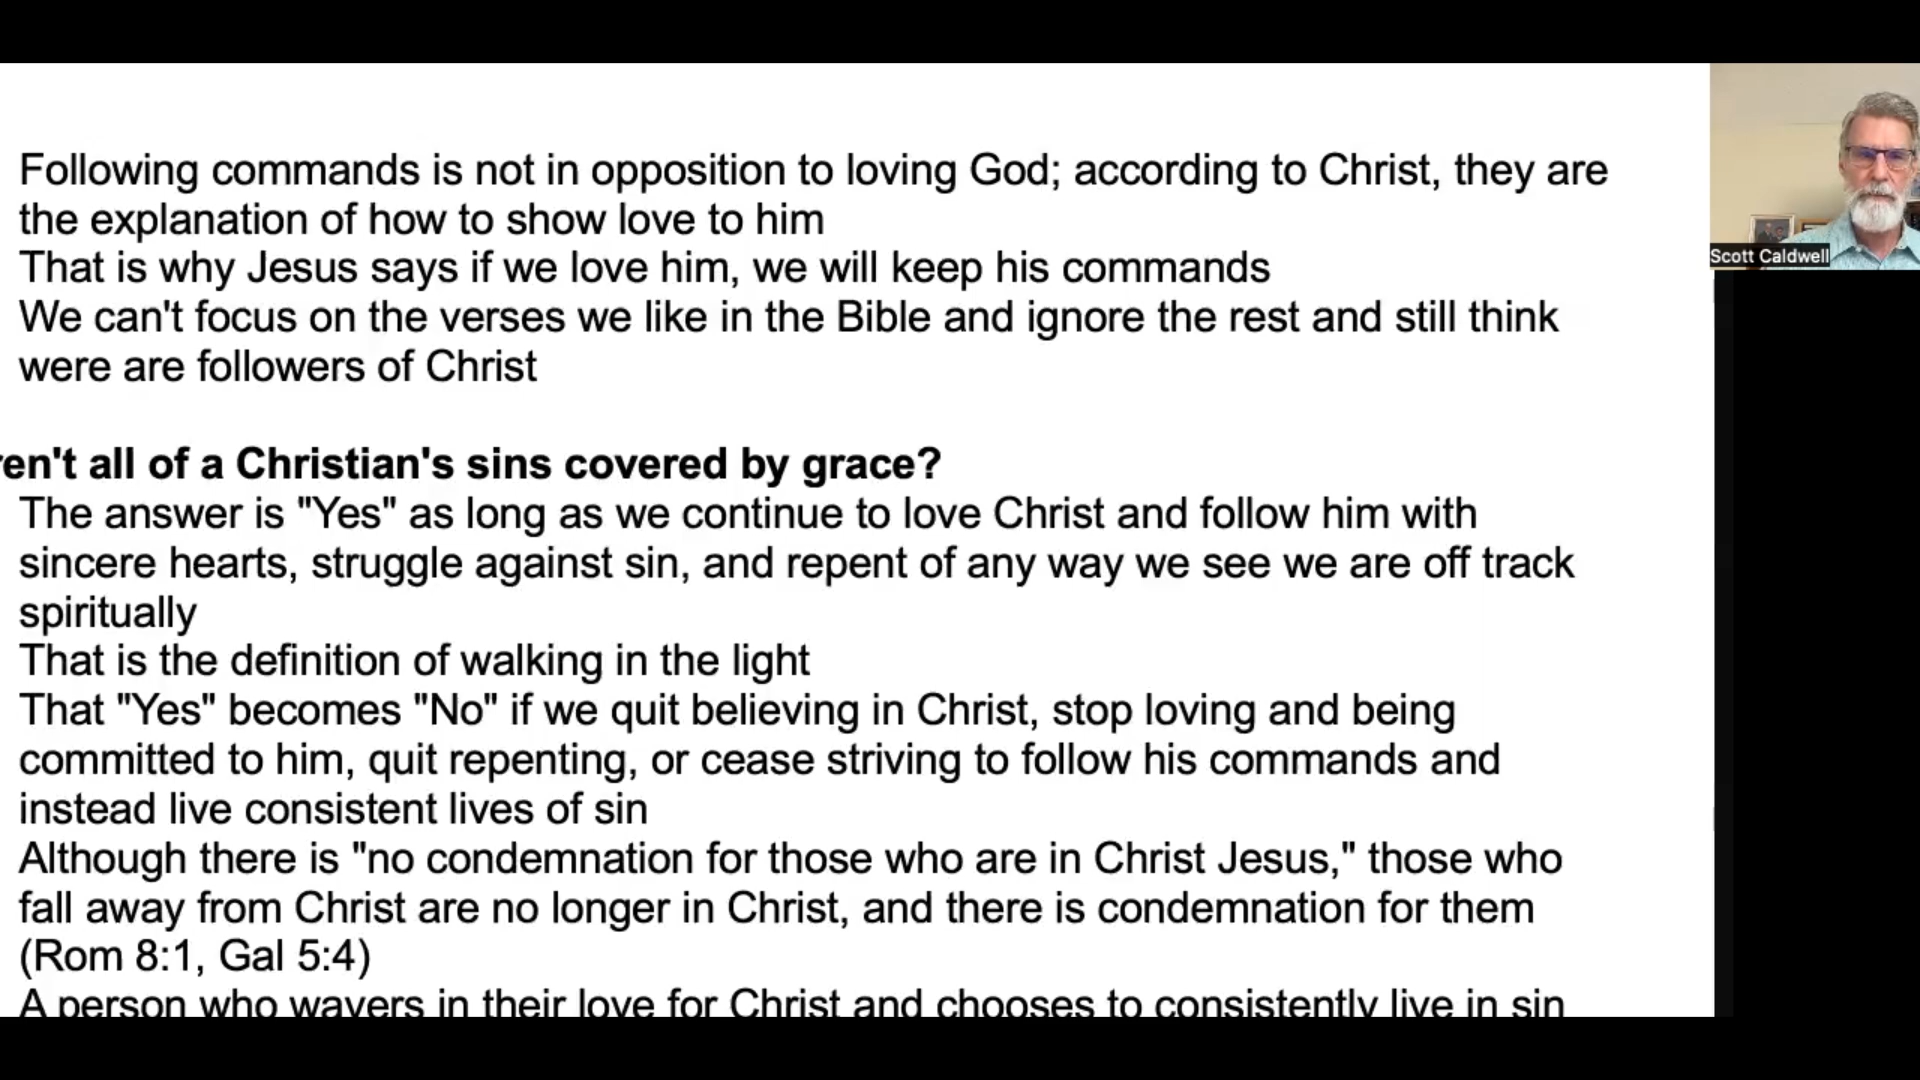 Following commands is not in opposition to loving God; according to Christ, they are
the explanation of how to show love to him
That is why Jesus says if we love him, we will keep his commands
We can't focus on the verses we like in the Bible and ignore the rest and still think
were are followers of Christ
ren't all of a Christian's sins covered by grace?
The answer is "Yes" as long as we continue to love Christ and follow him with
sincere hearts, struggle against sin, and repent of any way we see we are off track
spiritually
That is the definition of walking in the light
That "Yes" becomes "No" if we quit believing in Christ, stop loving and being
committed to him, quit repenting, or cease striving to follow his commands and
instead live consistent lives of sin
Although there is "no condemnation for those who are in Christ Jesus," those who
fall away from Christ are no longer in Christ, and there is condemnation for them
(Rom 8:1, Gal 5:4)
A person who wavers in their love for Christ and chooses to consistently live in sin
Scott Caldwell